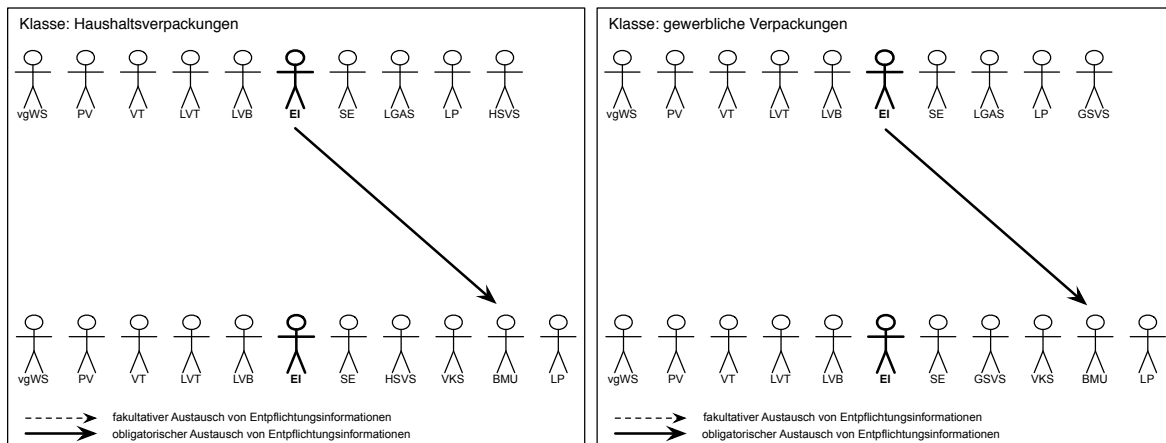 Klasse: Haushaltsverpackungen
vgWS PV VT LVT LVB EI SE LGAS LP HSVS
vgWS PV VT LVT LVB EI SE HSVS VKS BMU LP
fakultativer Austausch von Entpflichtungsinformationen
obligatorischer Austausch von Entpflichtungsinformationen
Klasse: gewerbliche Verpackungen
vgWS PV VT LVT LVB EI SE LGAS LP GSVS
vgWS PV VT LVT LVB EI SE GSVS VKS BMU LP
fakultativer Austausch von Entpflichtungsinformationen
obligatorischer Austausch von Entpflichtungsinformationen